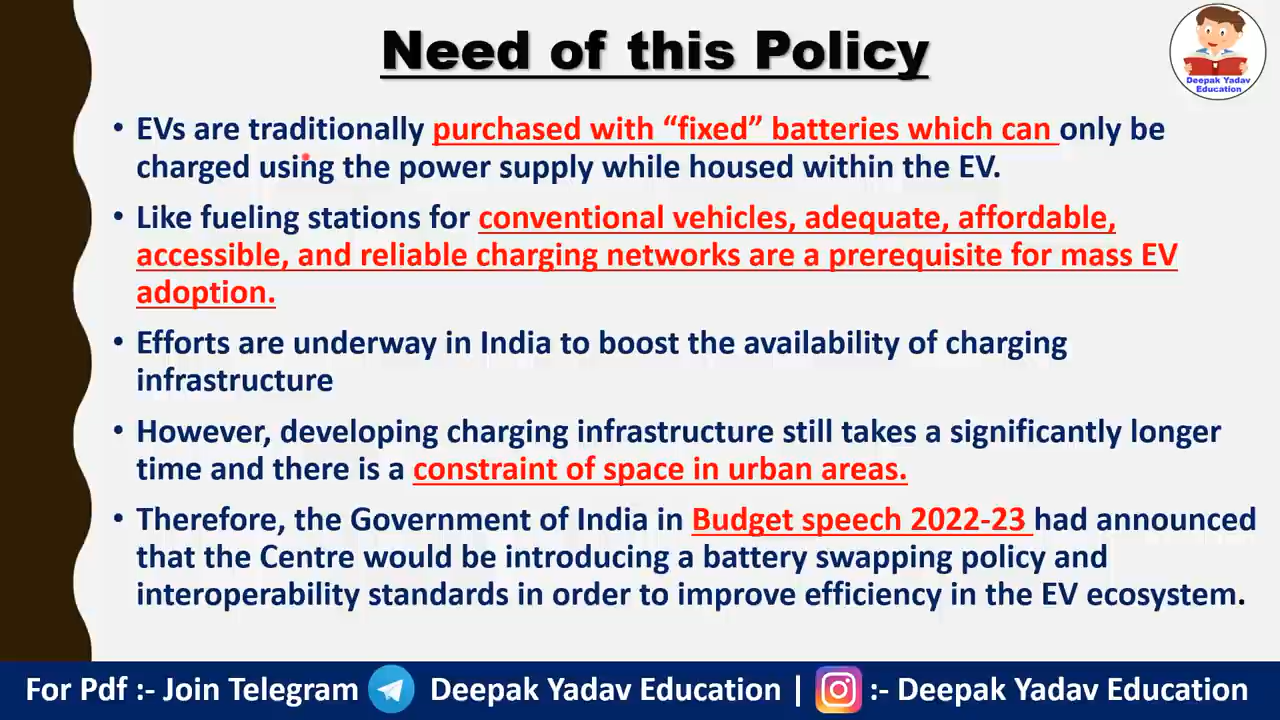 Need of this Policy
Deepak Yadav
Education
• EVs are traditionally purchased with “fixed” batteries which can only be
charged using the power supply while housed within the EV.
• Like fueling stations for conventional vehicles, adequate, affordable,
accessible, and reliable charging networks are a prerequisite for mass EV
adoption.
• Efforts are underway in India to boost the availability of charging
infrastructure
• However, developing charging infrastructure still takes a significantly longer
time and there is a constraint of space in urban areas.
• Therefore, the Government of India in Budget speech 2022-23 had announced
that the Centre would be introducing a battery swapping policy and
interoperability standards in order to improve efficiency in the EV ecosystem.
For Pdf :- Join Telegram Deepak Yadav Education | :- Deepak Yadav Education